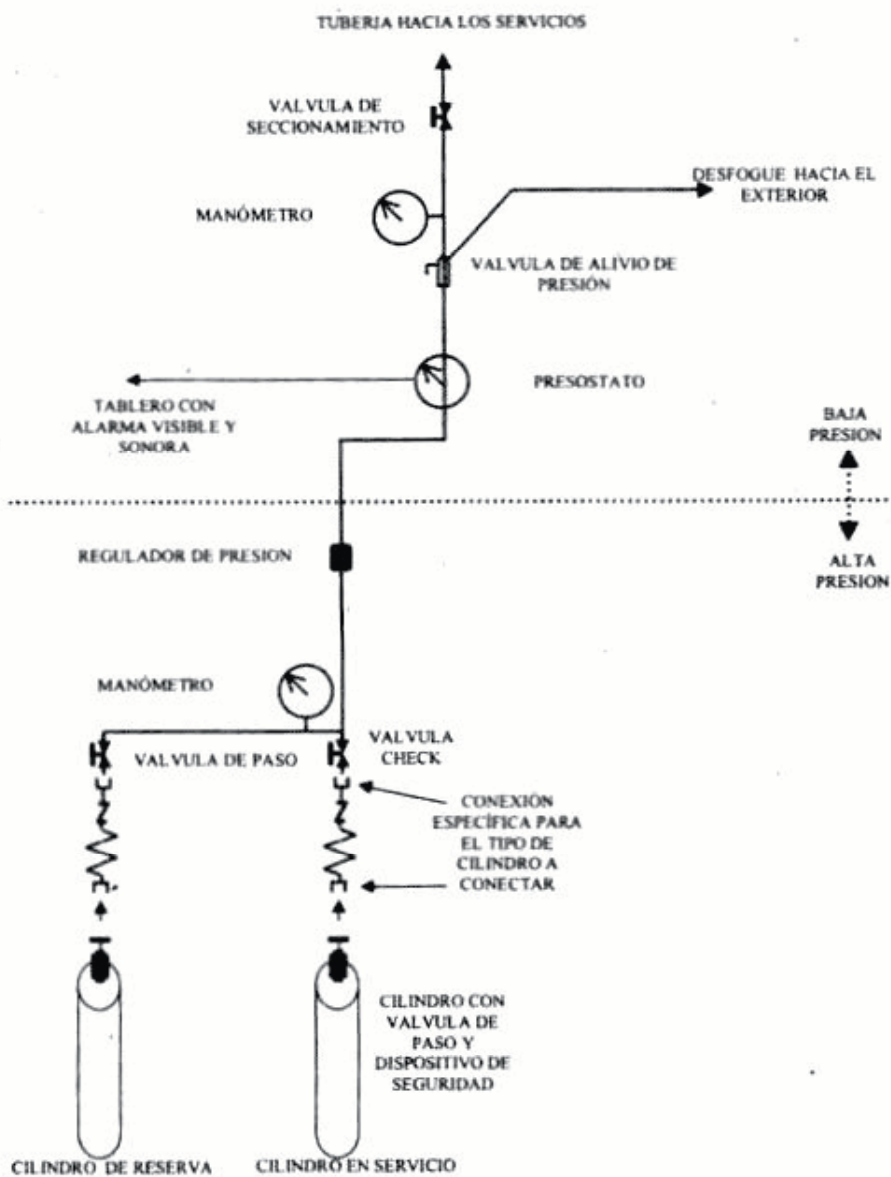 TUBERIA HACIA LOS SERVICIOS
VALVULA DE
SECCIONAMIENTO
DESFOGUE HACIA EL
EXTERIOR
MANÓMETRO
VALVULA DE ALIVIO DE
PRESIÓN
PRESOSTATO
TABLERO CON
ALARMA VISIBLE Y
SONORA
BAJA
PRESION
REGULADOR DE PRESION
ALTA
PRESION
MANÓMETRO
VALVULA DE PASO
VALVULA
CHECK
CONEXIÓN
ESPECÍFICA PARA
EL TIPO DE
CILINDRO A
CONECTAR
CILINDRO CON
VALVULA DE
PASO Y
DISPOSITIVO DE
SEGURIDAD
CILINDRO DE RESERVA
CILINDRO EN SERVICIO